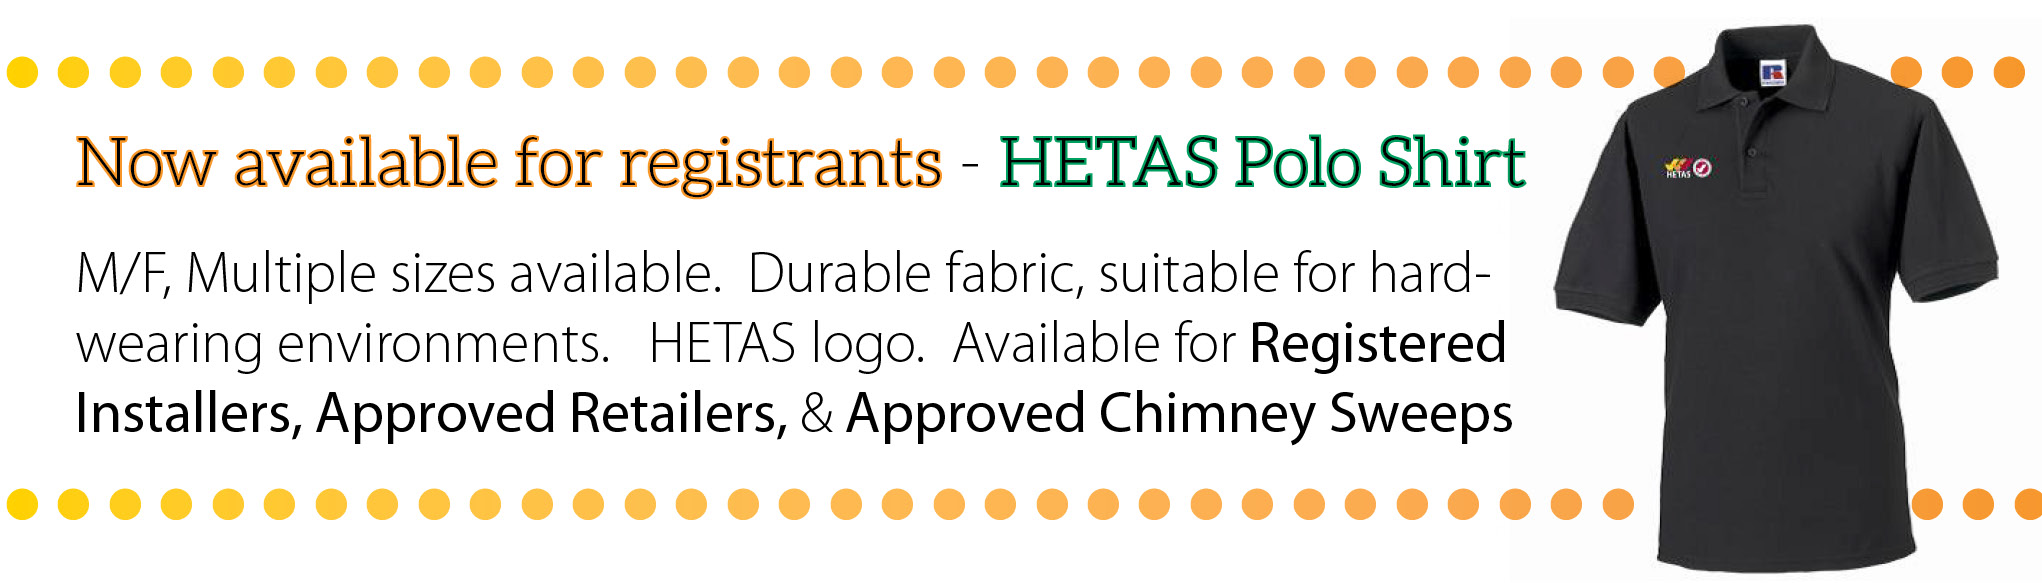 Now available for registrants - HETAS Polo Shirt
M/F, Multiple sizes available. Durable fabric, suitable for hard-
wearing environments. HETAS logo. Available for Registered
Installers, Approved Retailers, & Approved Chimney Sweeps
R
HETAS